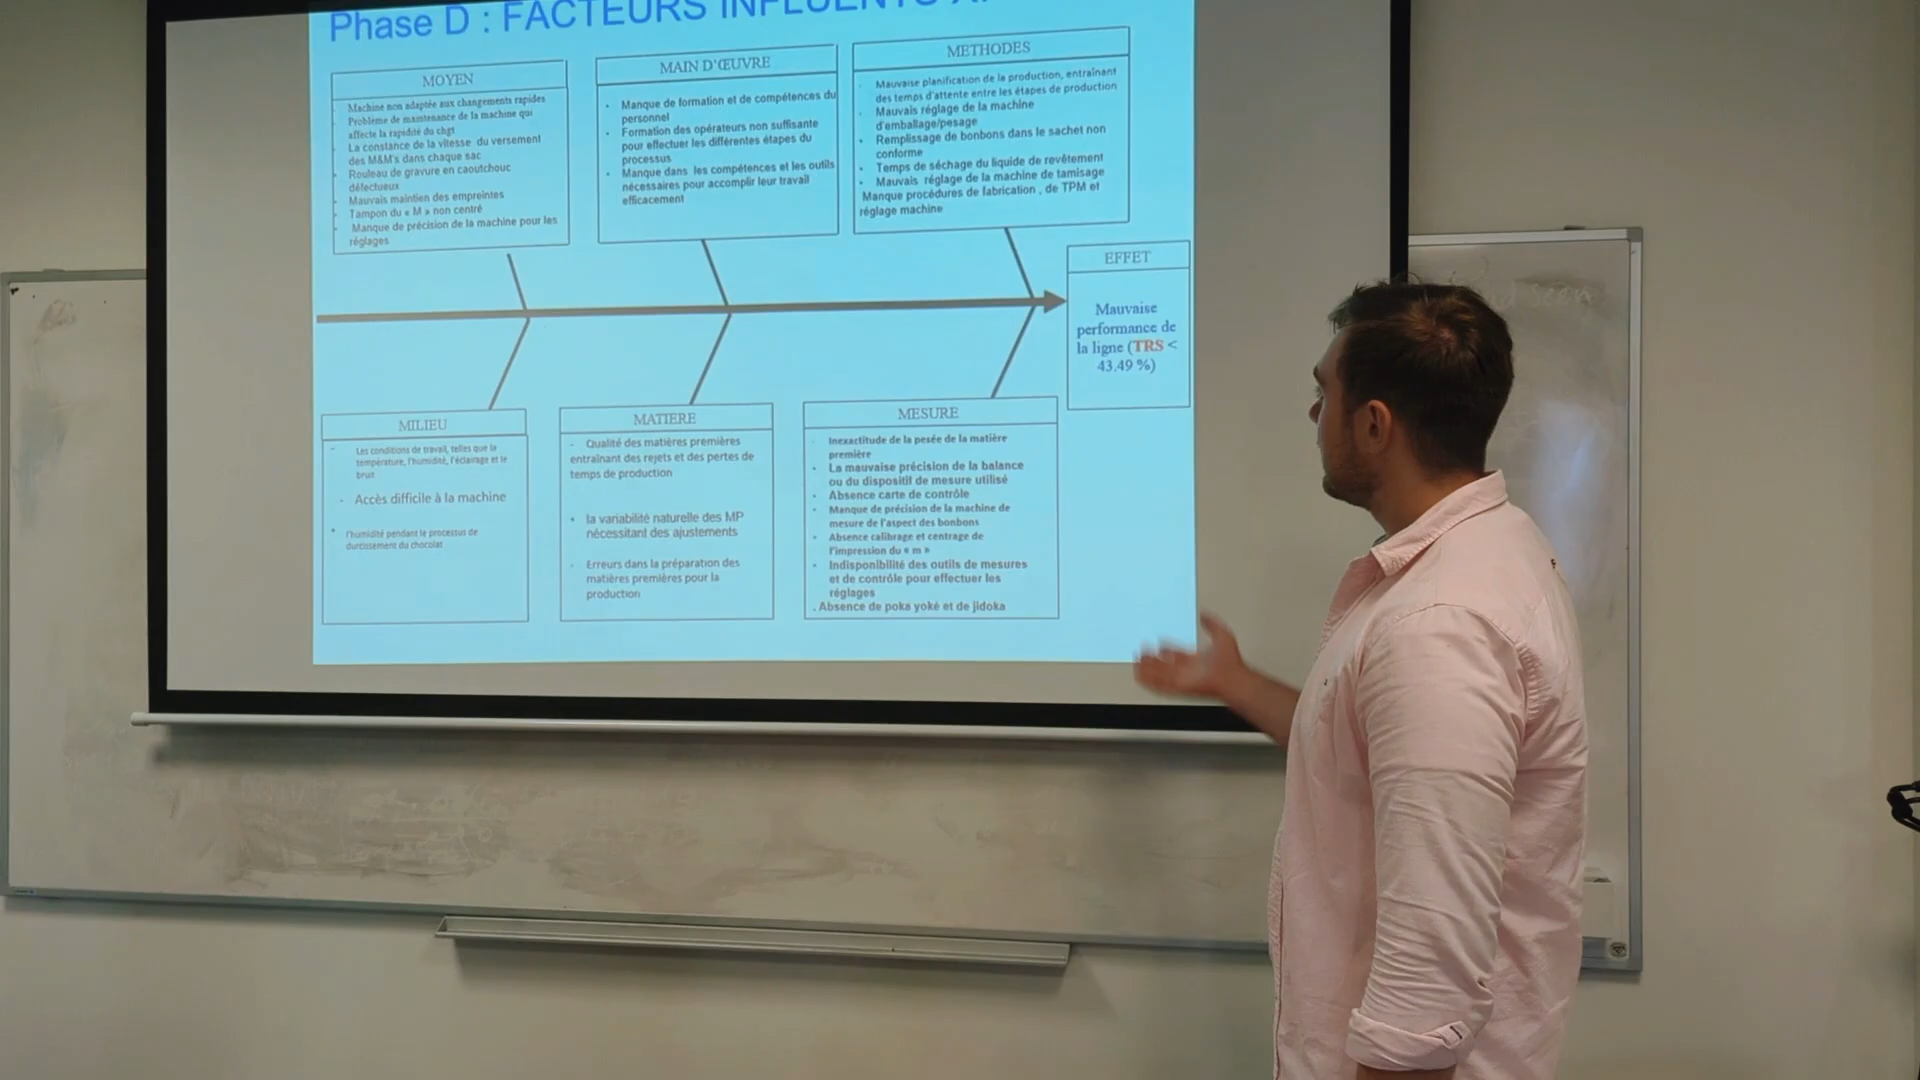 Phase D : FACTEURS INFLUENTS
MOYEN
Machine non adaptée aux changements rapides
Problème de maintenance de la machine qui
affecte la rapidité du chgt
La constance de la vitesse du versement
des M&M's dans chaque sac
Rouleau de gravure en caoutchouc
défectueux
Mauvais maintien des empreintes
Tampon du « M » non centré
Manque de précision de la machine pour les
réglages
MAIN D'ŒUVRE
• Manque de formation et de compétences du
personnel
• Formation des opérateurs non suffisante
pour effectuer les différentes étapes du
processus
• Manque dans les compétences et les outils
nécessaires pour accomplir leur travail
efficacement
METHODES
Mauvaise planification de la production, entraînant
des temps d'attente entre les étapes de production
Mauvais réglage de la machine
d'emballage/pesage
• Remplissage de bonbons dans le sachet non
conforme
• Temps de séchage du liquide de revêtement
• Mauvais réglage de la machine de tamisage
Manque procédures de fabrication , de TPM et
réglage machine
EFFET
Mauvaise
performance de
la ligne (TRS <
43,49 %)
MILIEU
- Les conditions de travail, telles que la
température, l'humidité, l'éclairage et le
bruit
- Accès difficile à la machine
• l'humidité pendant le processus de
durcissement du chocolat
MATIERE
- Qualité des matières premières
entraînant des rejets et des pertes de
temps de production
• la variabilité naturelle des MP
nécessitant des ajustements
- Erreurs dans la préparation des
matières premières pour la
production
MESURE
Inexactitude de la pesée de la matière
première
• La mauvaise précision de la balance
ou du dispositif de mesure utilisé
• Absence carte de contrôle
• Manque de précision de la machine de
mesure de l'aspect des bonbons
• Absence calibrage et centrage de
l'impression du « m »
• Indisponibilité des outils de mesures
et de contrôle pour effectuer les
réglages
. Absence de poka yoké et de jidoka